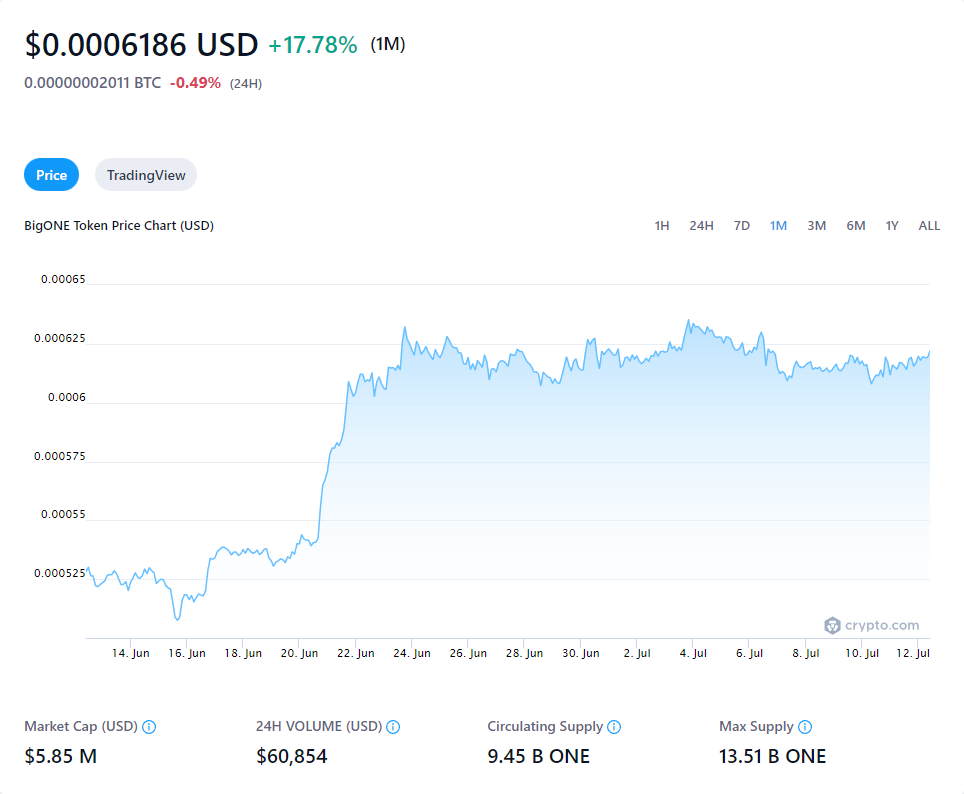 $0.0006186 USD +17.78% (1M)
0.00000002011 BTC -0.49% (24H)
Price TradingView
BigONE Token Price Chart (USD) 1H 24H 7D 1M 3M 6M 1Y ALL
0.00065
0.000625
0.0006
0.000575
0.00055
0.000525
crypto.com
14. Jun 16. Jun 18. Jun 20. Jun 22. Jun 24. Jun 26. Jun 28. Jun 30. Jun 2. Jul 4. Jul 6. Jul 8. Jul 10. Jul 12. Jul
Market Cap (USD) 24H VOLUME (USD) Circulating Supply Max Supply
$5.85 M $60,854 9.45 B ONE 13.51 B ONE